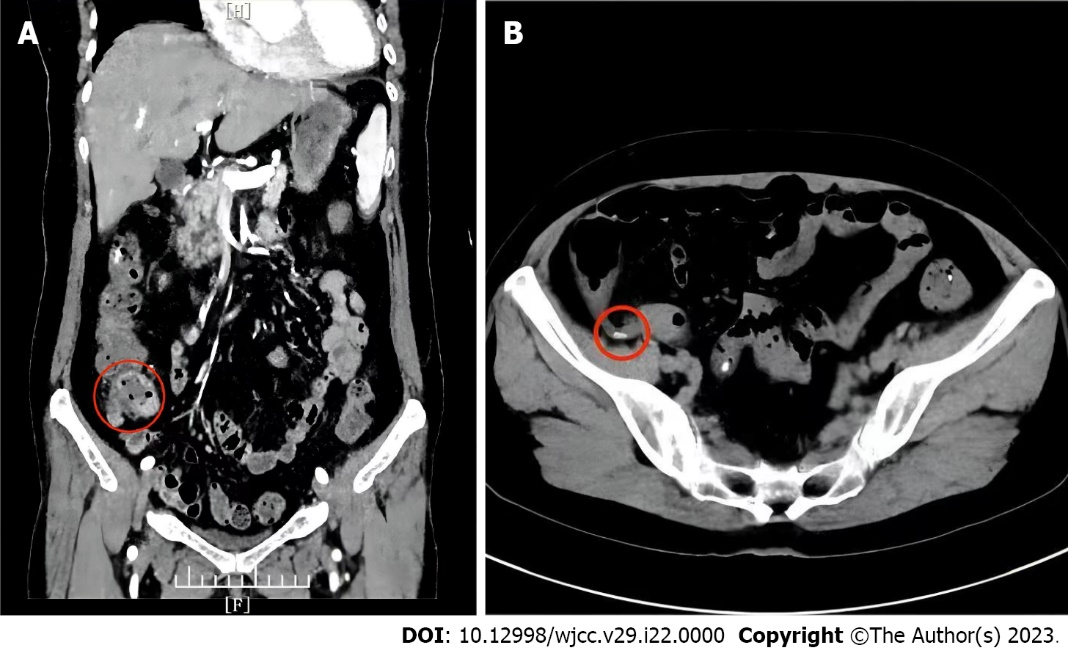 A
[H]
B
[F]
DOI: 10.12998/wjcc.v29.i22.0000 Copyright ©The Author(s) 2023.